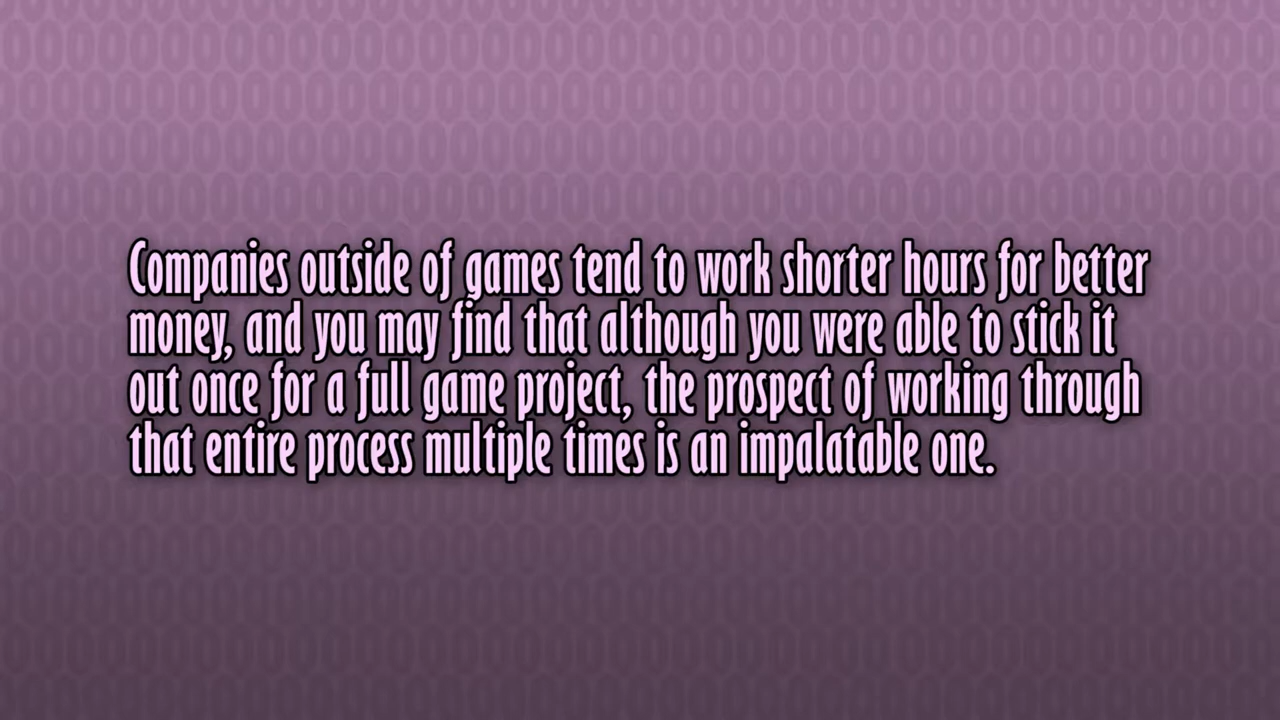 Companies outside of games tend to work shorter hours for better
money, and you may find that although you were able to stick it
out once for a full game project, the prospect of working through
that entire process multiple times is an impalatable one.